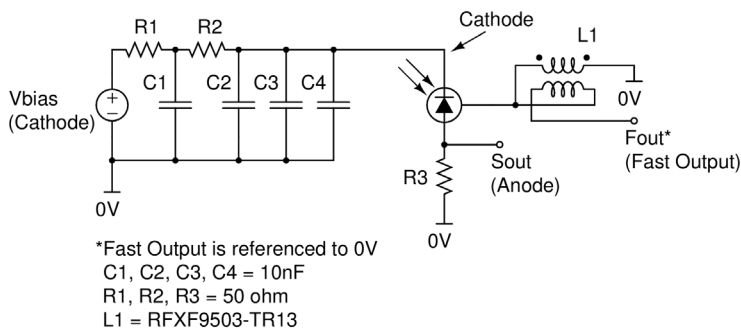 Cathode
R1
R2
L1
C1
C2
C3
C4
Vbias
(Cathode)
+
−
0V
Fout*
(Fast Output)
Sout
(Anode)
R3
0V
0V
*Fast Output is referenced to 0V
C1, C2, C3, C4 = 10nF
R1, R2, R3 = 50 ohm
L1 = RFXF9503-TR13